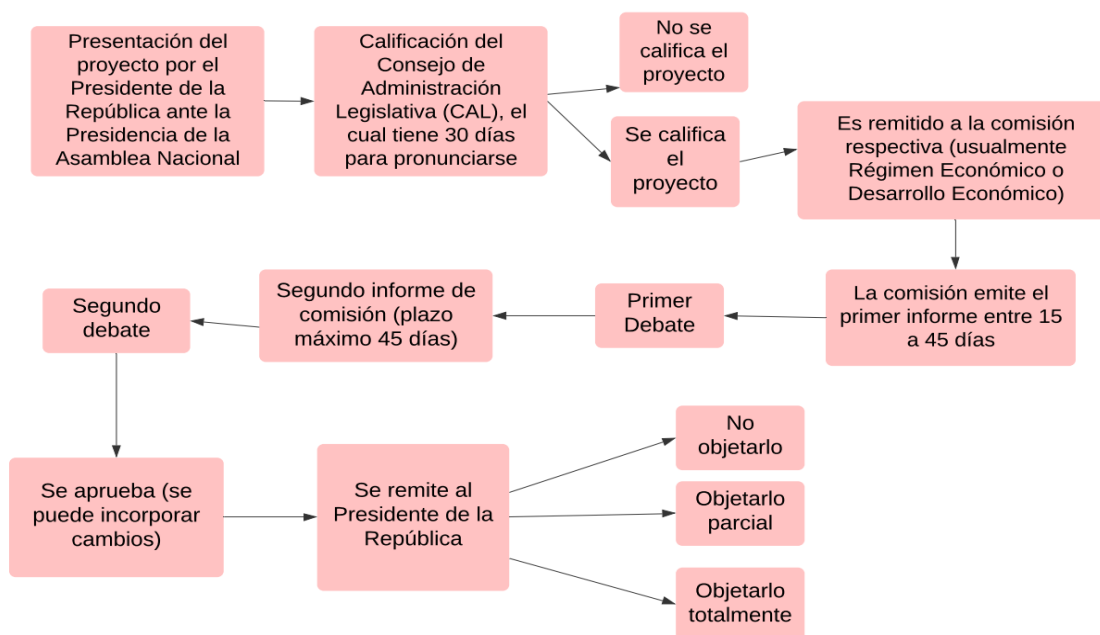 Presentación del
proyecto por el
Presidente de la
República ante la
Presidencia de la
Asamblea Nacional
Calificación del
Consejo de
Administración
Legislativa (CAL), el
cual tiene 30 días
para pronunciarse
No se
califica el
proyecto
Se califica
el
proyecto
Es remitido a la comisión
respectiva (usualmente
Régimen Económico o
Desarrollo Económico)
La comisión emite el
primer informe entre 15
a 45 días
Primer
Debate
Segundo informe de
comisión (plazo
máximo 45 días)
Segundo
debate
Se aprueba (se
puede incorporar
cambios)
Se remite al
Presidente de la
República
No
objetarlo
Objetarlo
parcial
Objetarlo
totalmente